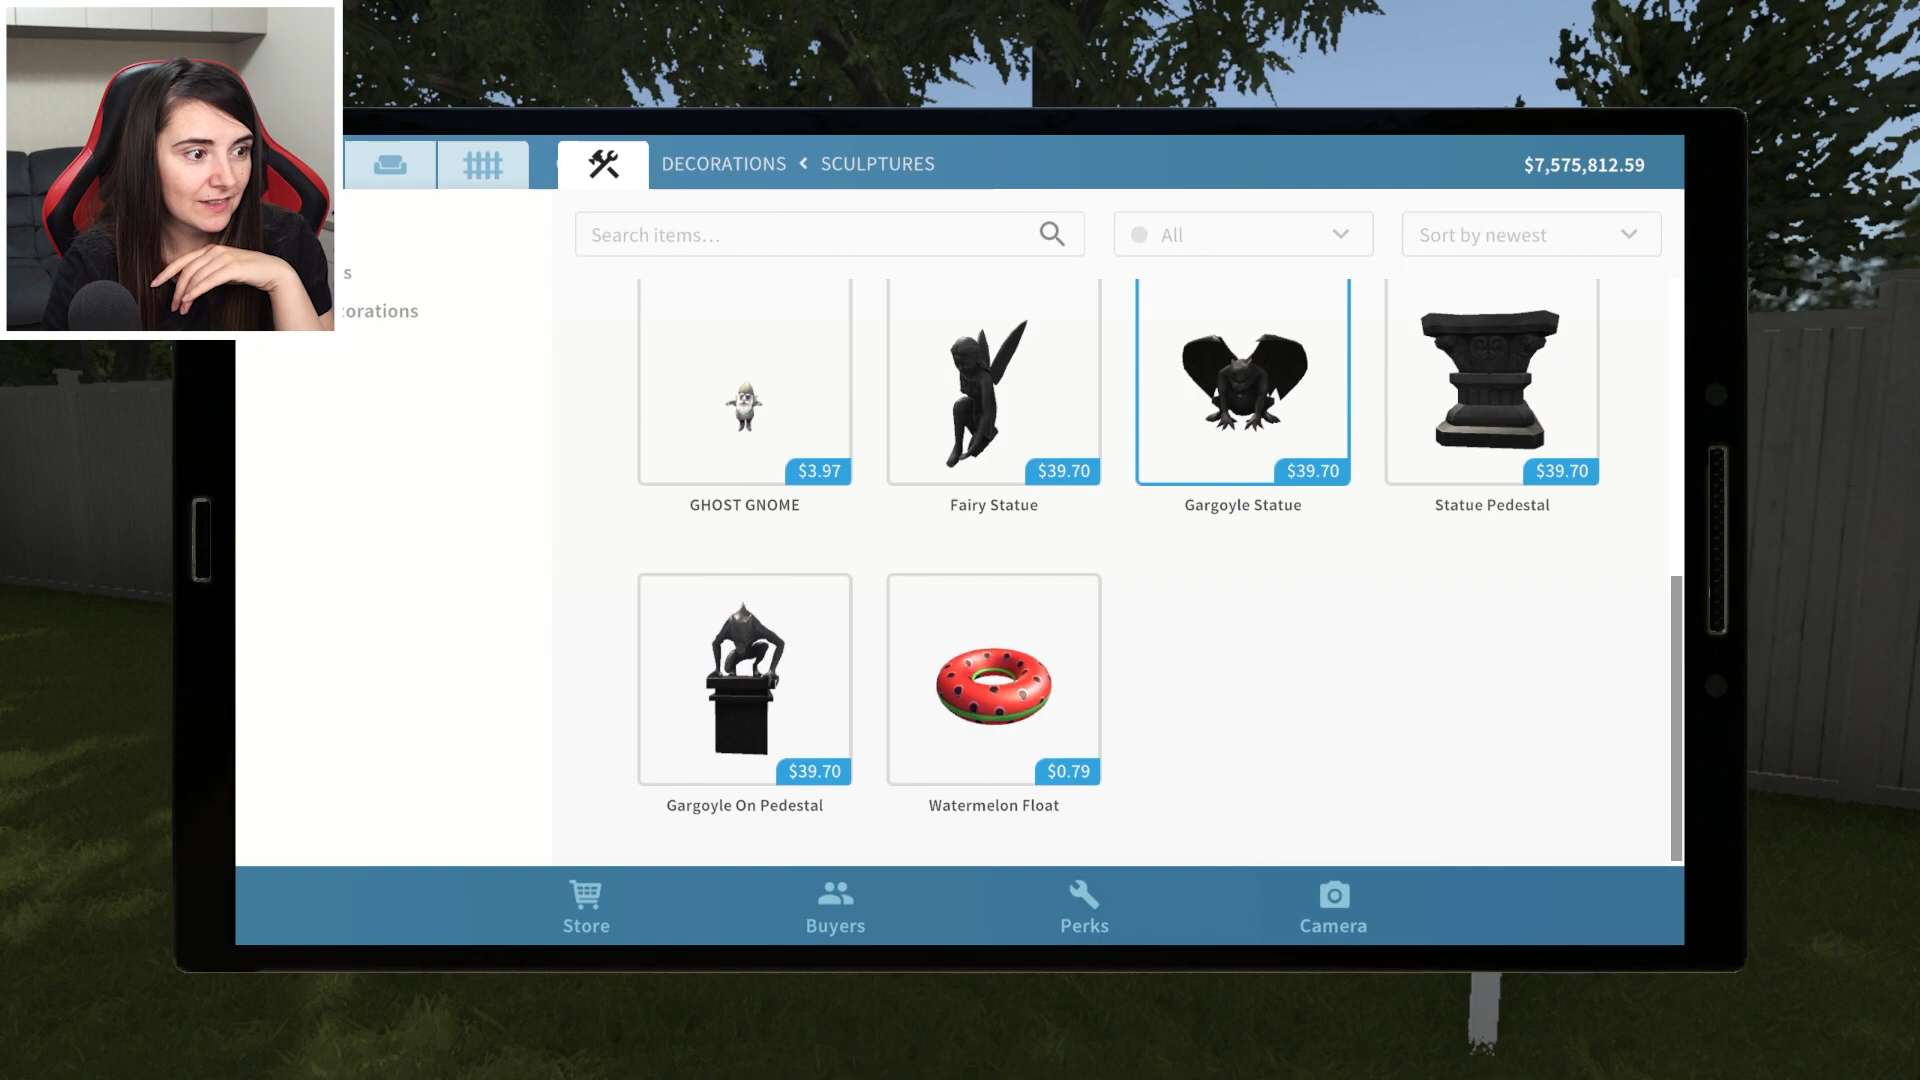 DECORATIONS < SCULPTURES
$7,575,812.59
Search items...
All
Sort by newest
s
corations
$3.97
$39.70
$39.70
$39.70
GHOST GNOME
Fairy Statue
Gargoyle Statue
Statue Pedestal
$39.70
$0.79
Gargoyle On Pedestal
Watermelon Float
Store
Buyers
Perks
Camera